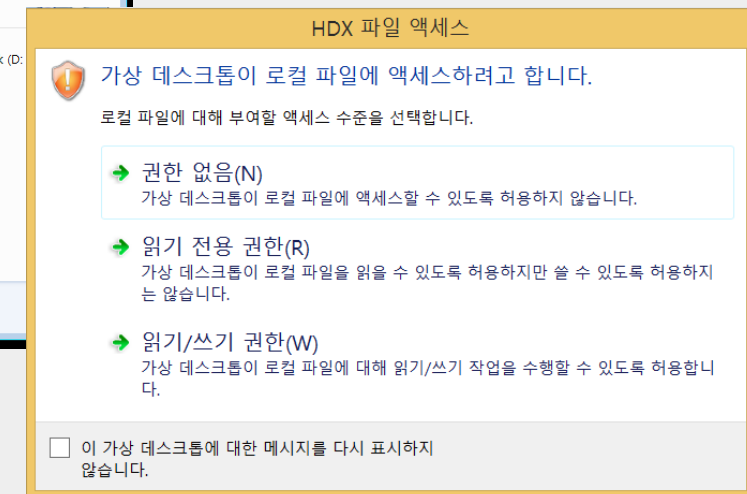 HDX 파일 액세스
k (D:
가상 데스크톱이 로컬 파일에 액세스하려고 합니다.
로컬 파일에 대해 부여할 액세스 수준을 선택합니다.
권한 없음(N)
가상 데스크톱이 로컬 파일에 액세스할 수 있도록 허용하지 않습니다.
읽기 전용 권한(R)
가상 데스크톱이 로컬 파일을 읽을 수 있도록 허용하지만 쓸 수 있도록 허용하지
는 않습니다.
읽기/쓰기 권한(W)
가상 데스크톱이 로컬 파일에 대해 읽기/쓰기 작업을 수행할 수 있도록 허용합니
다.
이 가상 데스크톱에 대한 메시지를 다시 표시하지
않습니다.